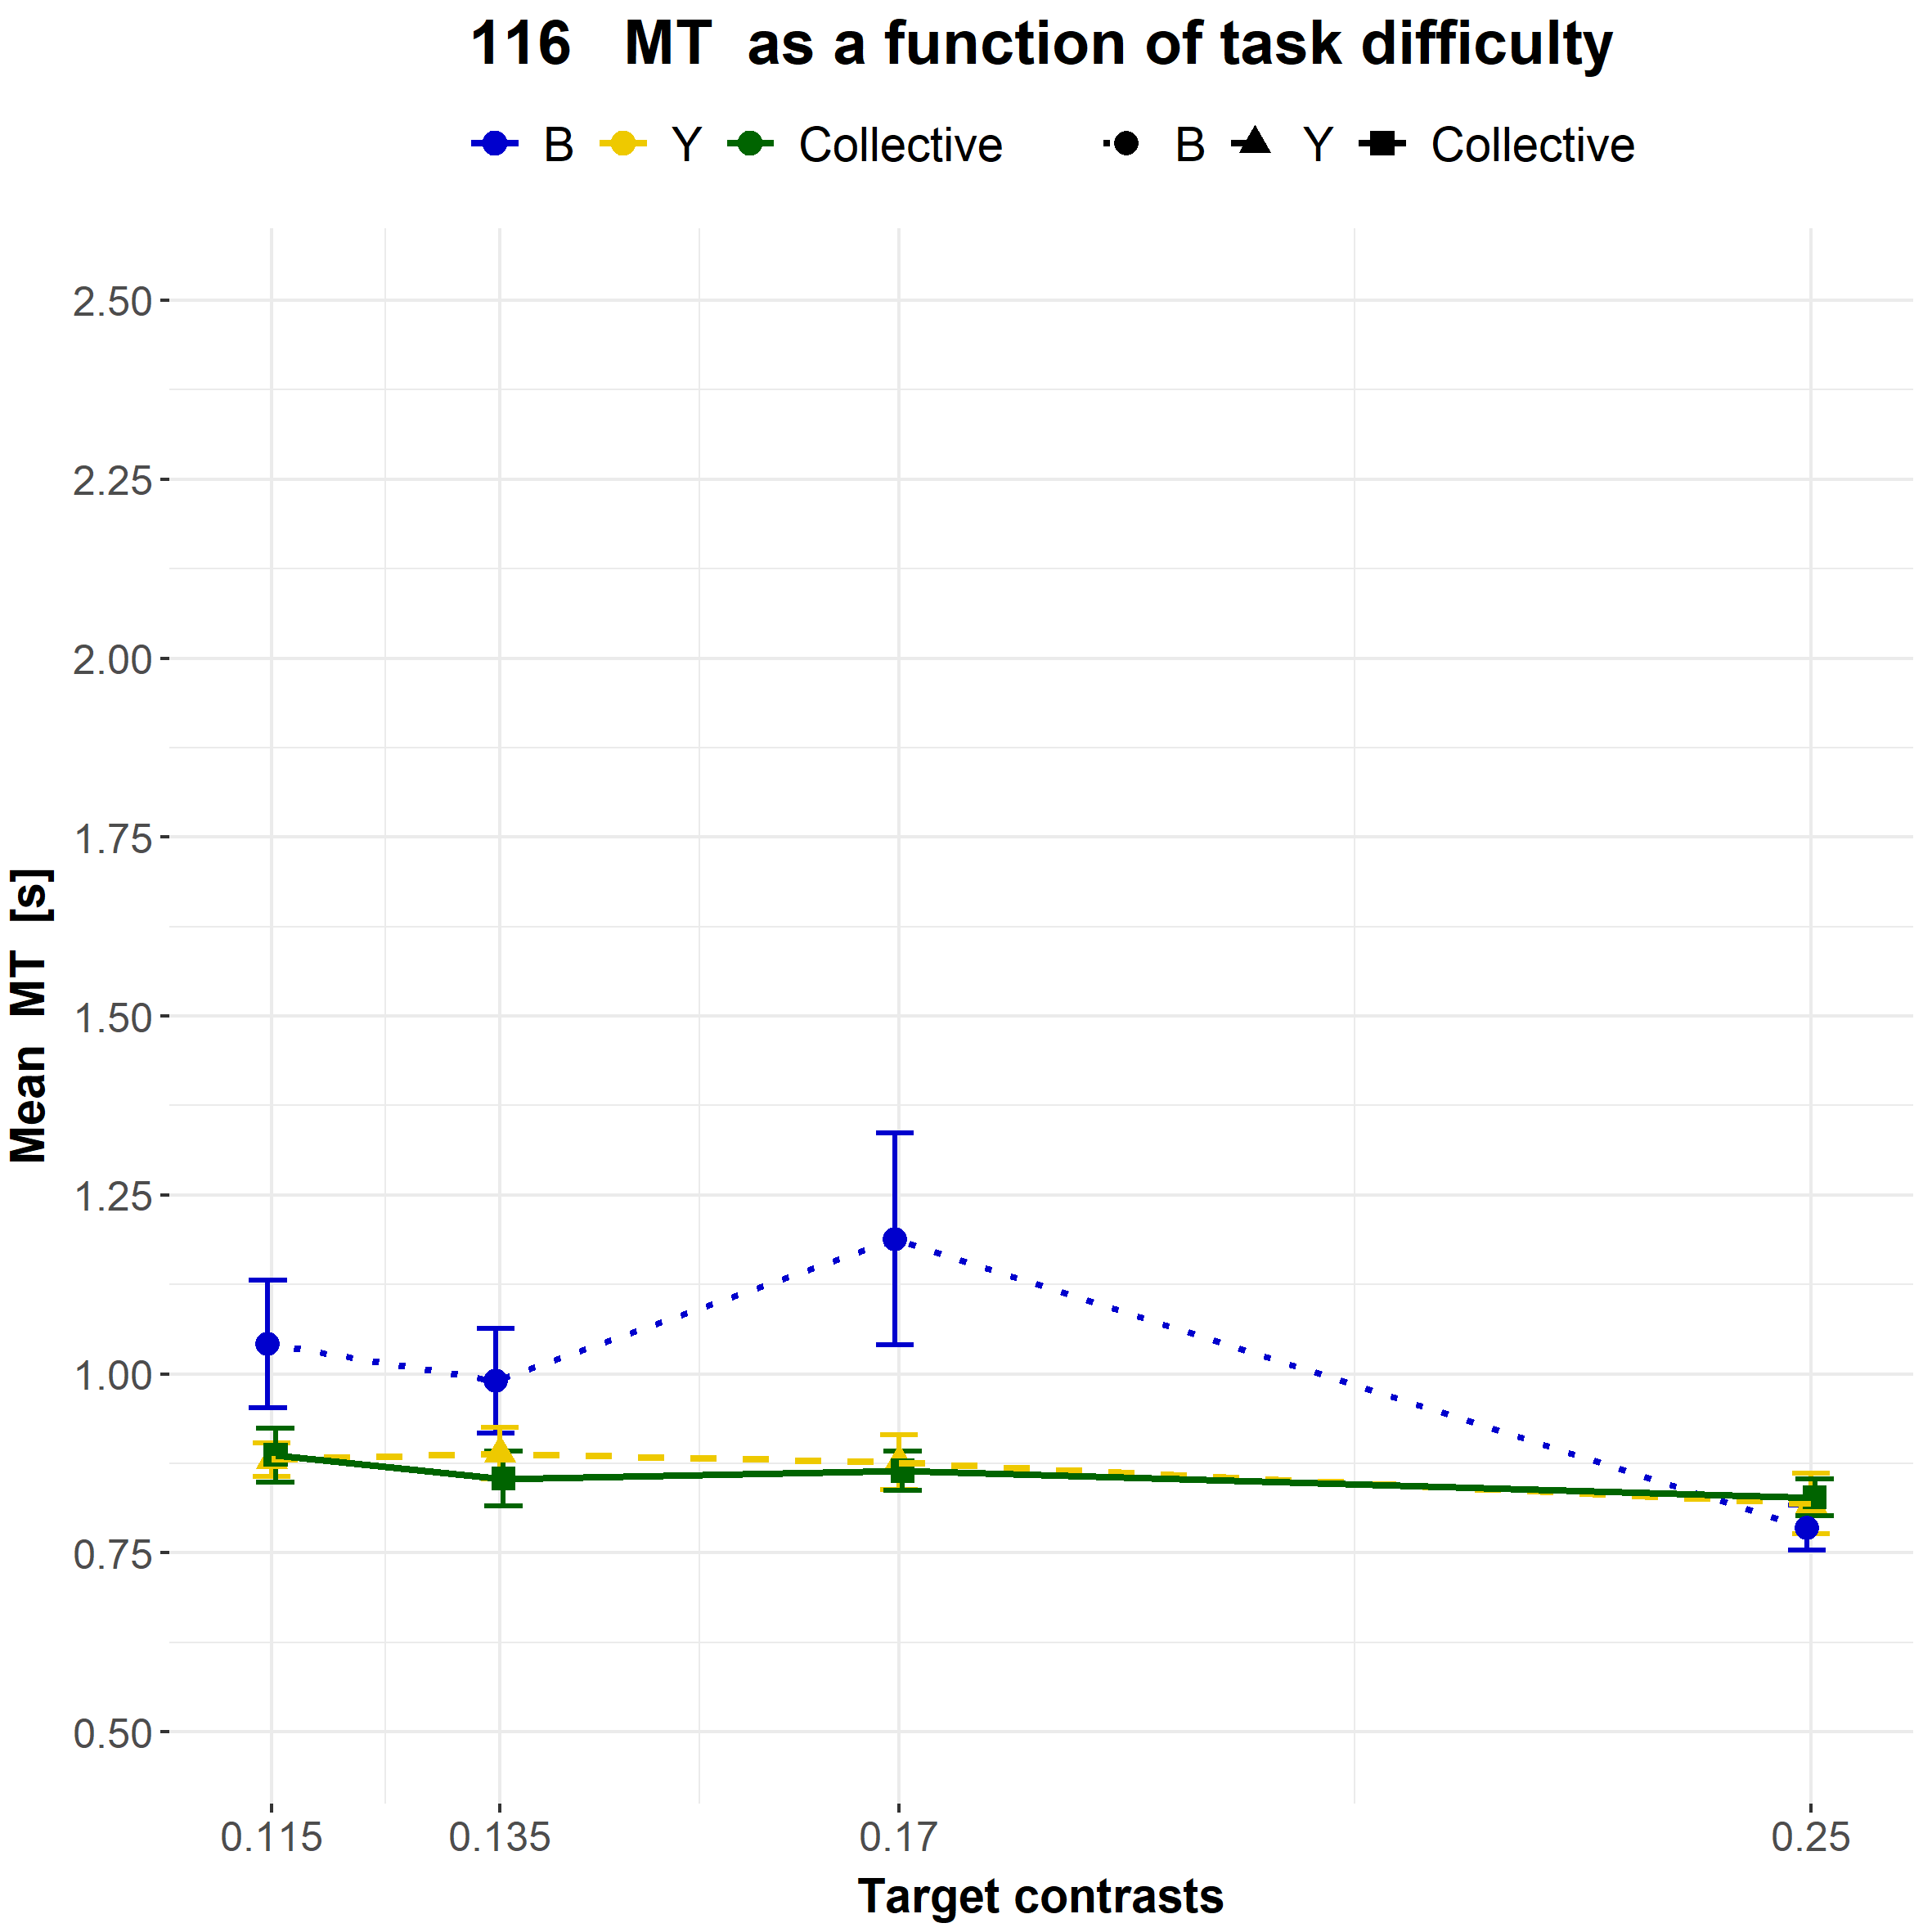 116 MT as a function of task difficulty
B Y Collective B Y Collective
2.50
2.25
2.00
1.75
1.50
1.25
1.00
0.75
0.50
Mean MT [s]
0.115 0.135 0.17 0.25
Target contrasts